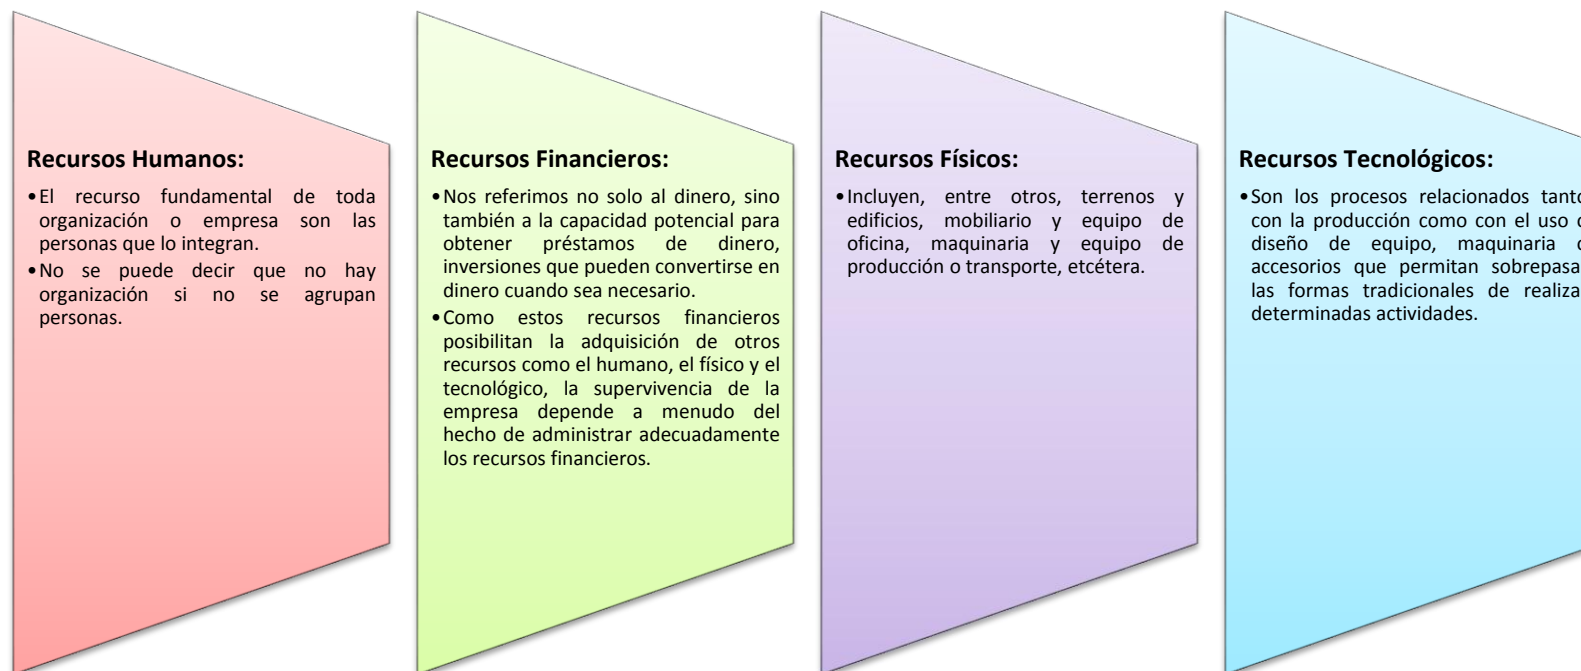 Recursos Humanos:
•El recurso fundamental de toda
organización o empresa son las
personas que lo integran.
•No se puede decir que no hay
organización si no se agrupan
personas.
Recursos Financieros:
•Nos referimos no solo al dinero, sino
también a la capacidad potencial para
obtener préstamos de dinero,
inversiones que pueden convertirse en
dinero cuando sea necesario.
•Como estos recursos financieros
posibilitan la adquisición de otros
recursos como el humano, el físico y el
tecnológico, la supervivencia de la
empresa depende a menudo del
hecho de administrar adecuadamente
los recursos financieros.
Recursos Físicos:
•Incluyen, entre otros, terrenos y
edificios, mobiliario y equipo de
oficina, maquinaria y equipo de
producción o transporte, etcétera.
Recursos Tecnológicos:
•Son los procesos relacionados tanto
con la producción como con el uso
diseño de equipo, maquinaria
accesorios que permitan
las formas tradicionales de
determinadas actividades.